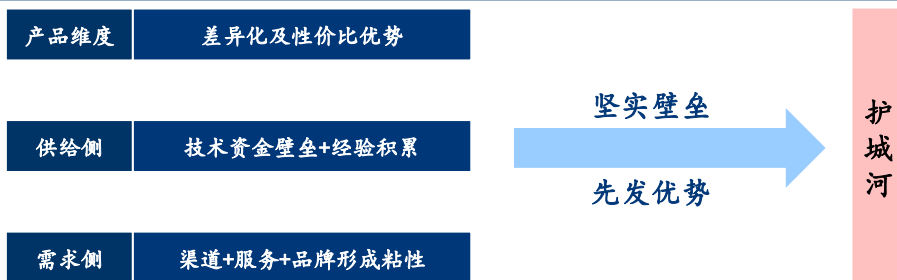 产品维度 差异化及性价比优势
供给侧 技术资金壁垒+经验积累
需求侧 渠道+服务+品牌形成粘性
坚实壁垒
先发优势
护城河